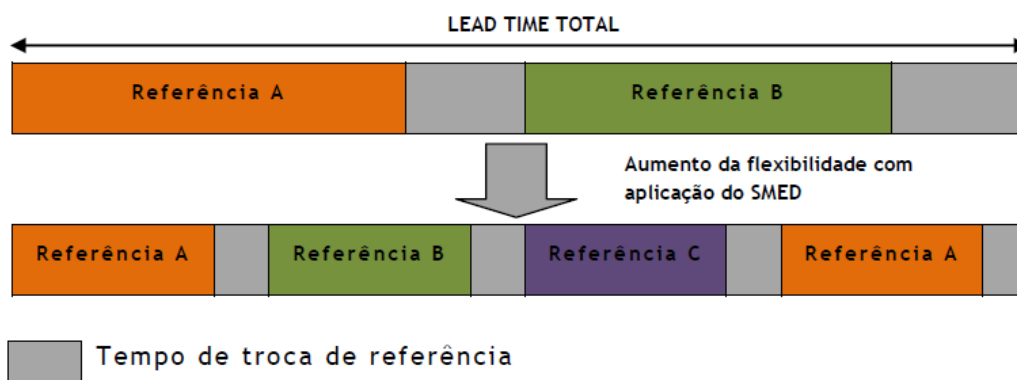 LEAD TIME TOTAL
Referência A
Referência B
Aumento da flexibilidade com
aplicação do SMED
Referência A
Referência B
Referência C
Referência A
Tempo de troca de referência